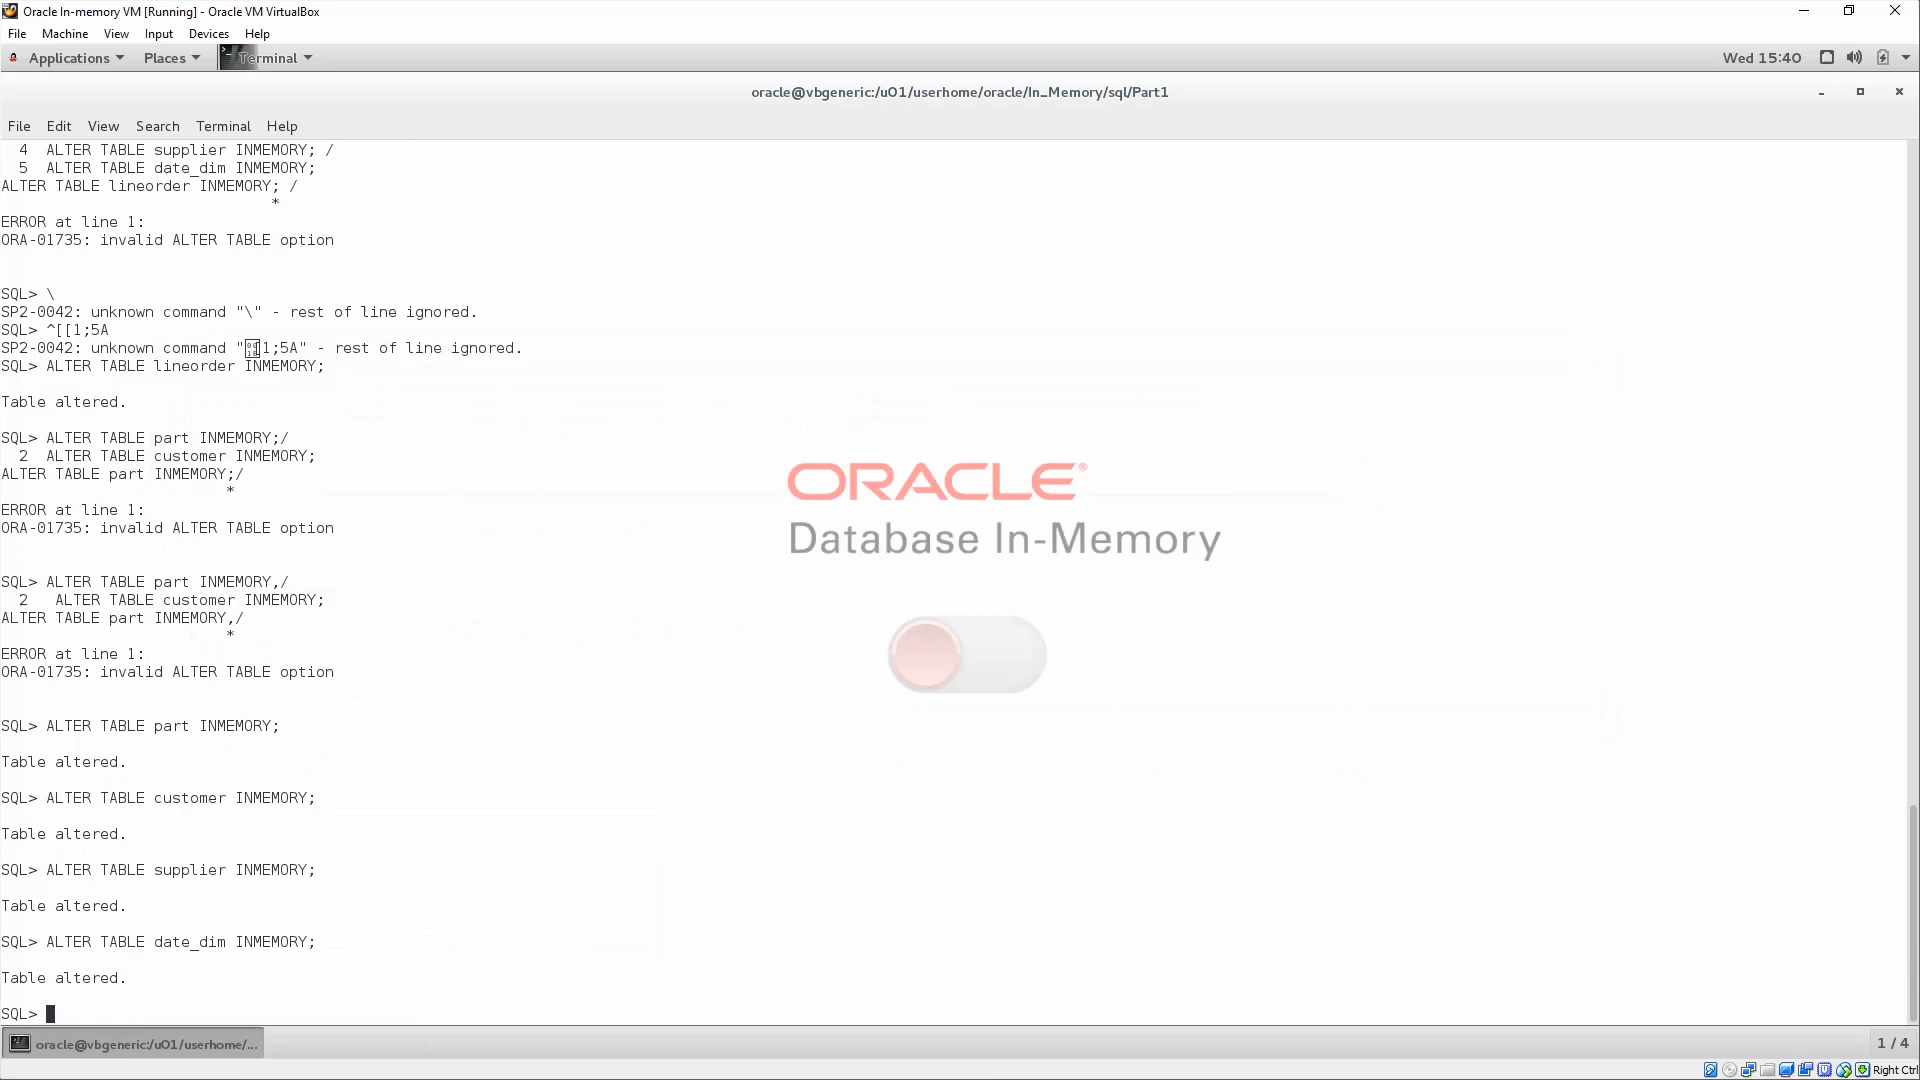 Oracle In-memory VM [Running] - Oracle VM VirtualBox
File Machine View Input Devices Help
Applications Places Terminal Wed 15:40
oracle@vbgeneric:/u01/userhome/oracle/In_Memory/sql/Part1
File Edit View Search Terminal Help
4 ALTER TABLE supplier INMEMORY; /
5 ALTER TABLE date_dim INMEMORY;
ALTER TABLE lineorder INMEMORY; /
*
ERROR at line 1:
ORA-01735: invalid ALTER TABLE option
SQL> \
SP2-0042: unknown command "\" - rest of line ignored.
SQL> ^[[1;5A
SP2-0042: unknown command "[1;5A" - rest of line ignored.
SQL> ALTER TABLE lineorder INMEMORY;
Table altered.
SQL> ALTER TABLE part INMEMORY;/
2 ALTER TABLE customer INMEMORY;
ALTER TABLE part INMEMORY;/
*
ERROR at line 1:
ORA-01735: invalid ALTER TABLE option
SQL> ALTER TABLE part INMEMORY,/
2 ALTER TABLE customer INMEMORY;
ALTER TABLE part INMEMORY,/
*
ERROR at line 1:
ORA-01735: invalid ALTER TABLE option
SQL> ALTER TABLE part INMEMORY;
Table altered.
SQL> ALTER TABLE customer INMEMORY;
Table altered.
SQL> ALTER TABLE supplier INMEMORY;
Table altered.
SQL> ALTER TABLE date_dim INMEMORY;
Table altered.
SQL>
ORACLE®
Database In-Memory
oracle@vbgeneric:/u01/userhome/...
1 / 4
Right Ctrl